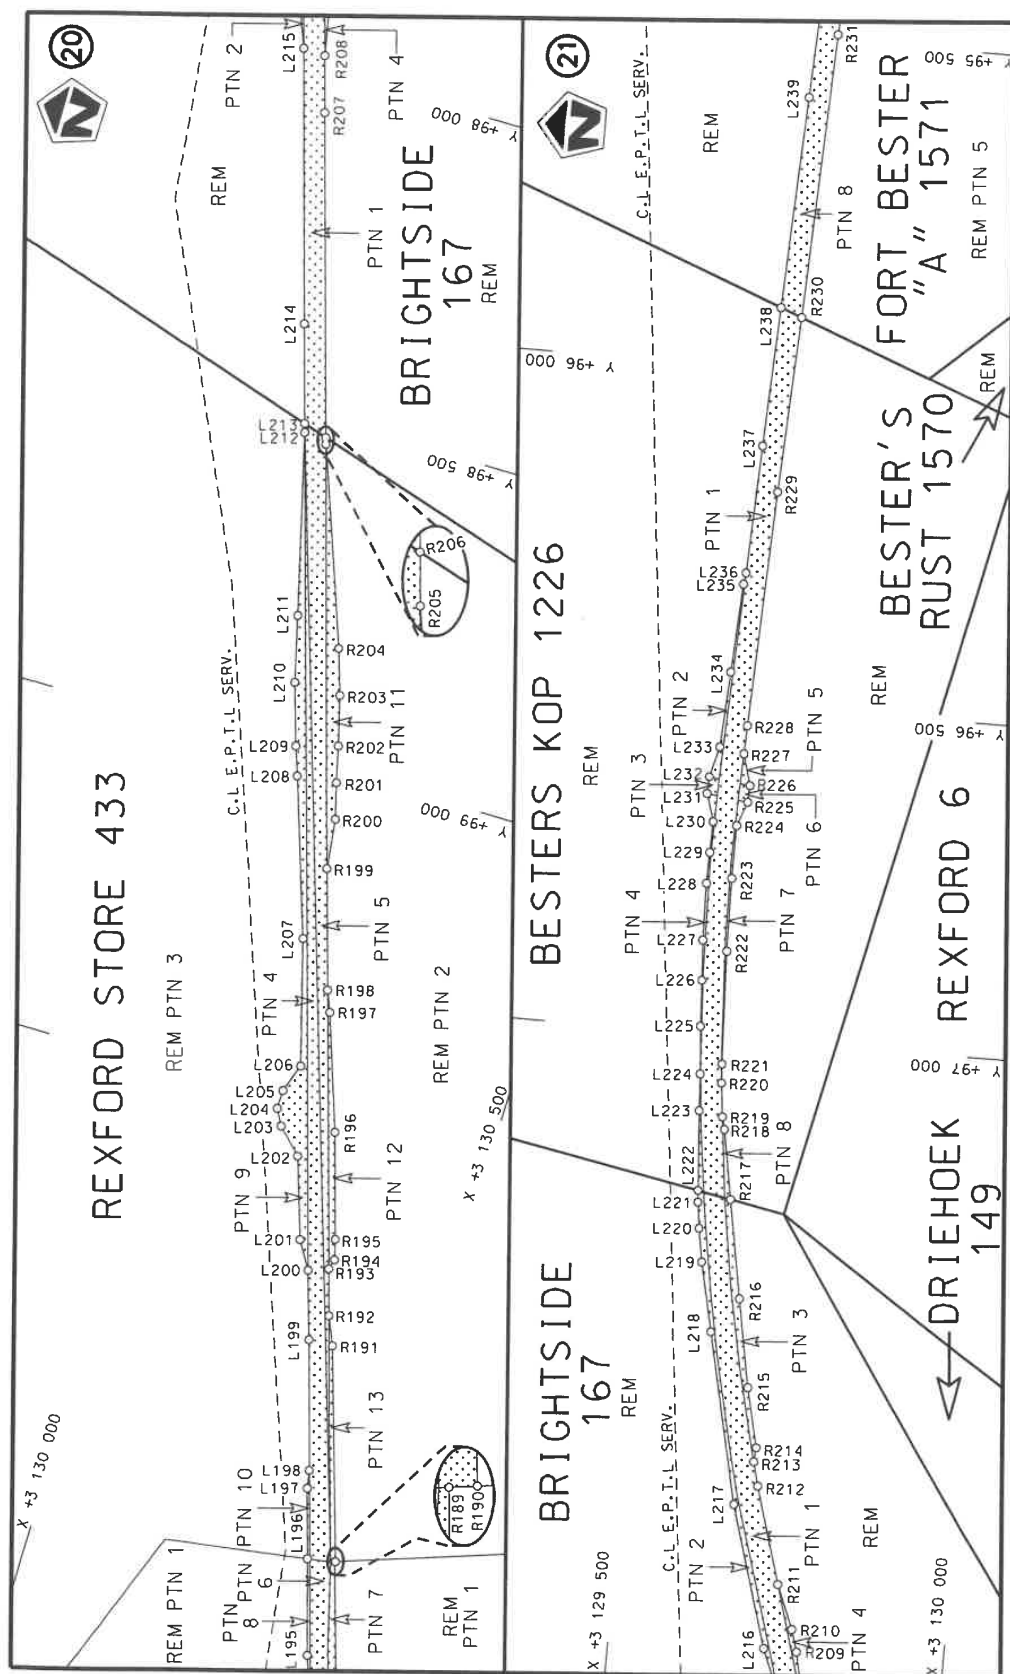 20
N
L215
PTN 2
R208
R207
PTN 4
REM
Y +98 000
PTN 1
BRIGHTSIDE
167
REM
L214
L213
L212
Y +98 500
R206
R205
L211
R204
L210
C.L E.P.T.L SERV.
R203
PTN 11
L209
R202
L208
R201
R200
Y +99 000
R199
REXFORD STORE 433
REM PTN 3
L207
PTN 5
PTN 4
R198
R197
REM PTN 2
L206
L205
L204
L203
R196
L202
PTN 12
X +3 130 500
PTN 9
L201
R195
R194
L200
R193
R192
L199
R191
PTN 13
X +3 130 000
L198
L197
PTN 10
L196
R189
R190
REM PTN 1
PTN 8
PTN 6
PTN 7
REM PTN 1
L195
21
N
R231
+95 500
Y
L239
C.L E.P.T.L SERV.
REM
PTN 8
FORT BESTER
"A" 1571
REM PTN 5
L238
R230
Y +96 000
REM
BESTER'S
RUST 1570
L237
R229
PTN 1
BESTERS KOP 1226
REM
L236
L235
L234
PTN 2
REM
L233
R228
R227
PTN 5
Y +96 500
PTN 3
L232
L231
R226
R225
L230
R224
PTN 6
L229
L228
R223
REXFORD 6
PTN 4
L227
R222
PTN 7
L226
L225
L224
R221
R220
Y +97 000
L223
R219
R218
PTN 8
L222
R217
L221
L220
L219
DRIEHOEK
149
R216
BRIGHTSIDE
167
REM
L218
PTN 3
R215
C.L E.P.T.L SERV.
R214
R213
R212
L217
PTN 1
REM
PTN 2
R211
X +3 129 500
R210
R209
PTN 4
L216
X +3 130 000